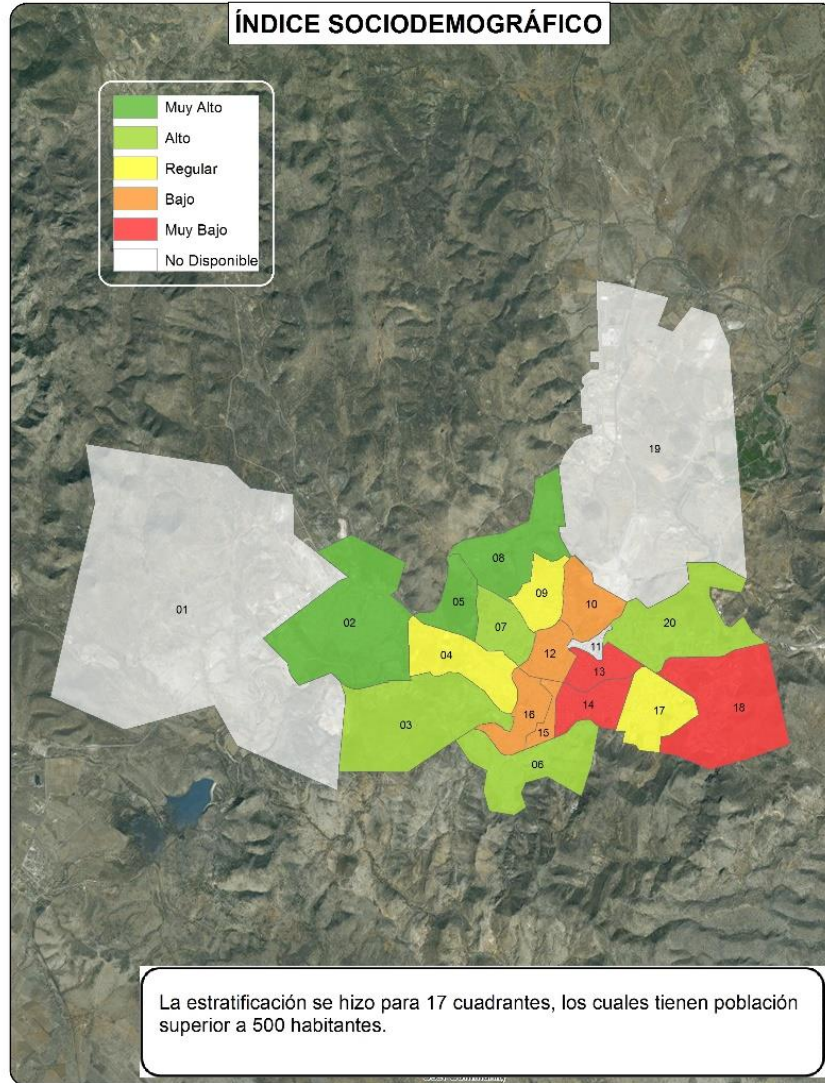 ÍNDICE SOCIODEMOGRÁFICO
Muy Alto
Alto
Regular
Bajo
Muy Bajo
No Disponible
19
08
01
09
05
10
02
07
20
11
04
12
13
03
16
14
17
18
15
06
La estratificación se hizo para 17 cuadrantes, los cuales tienen población
superior a 500 habitantes.